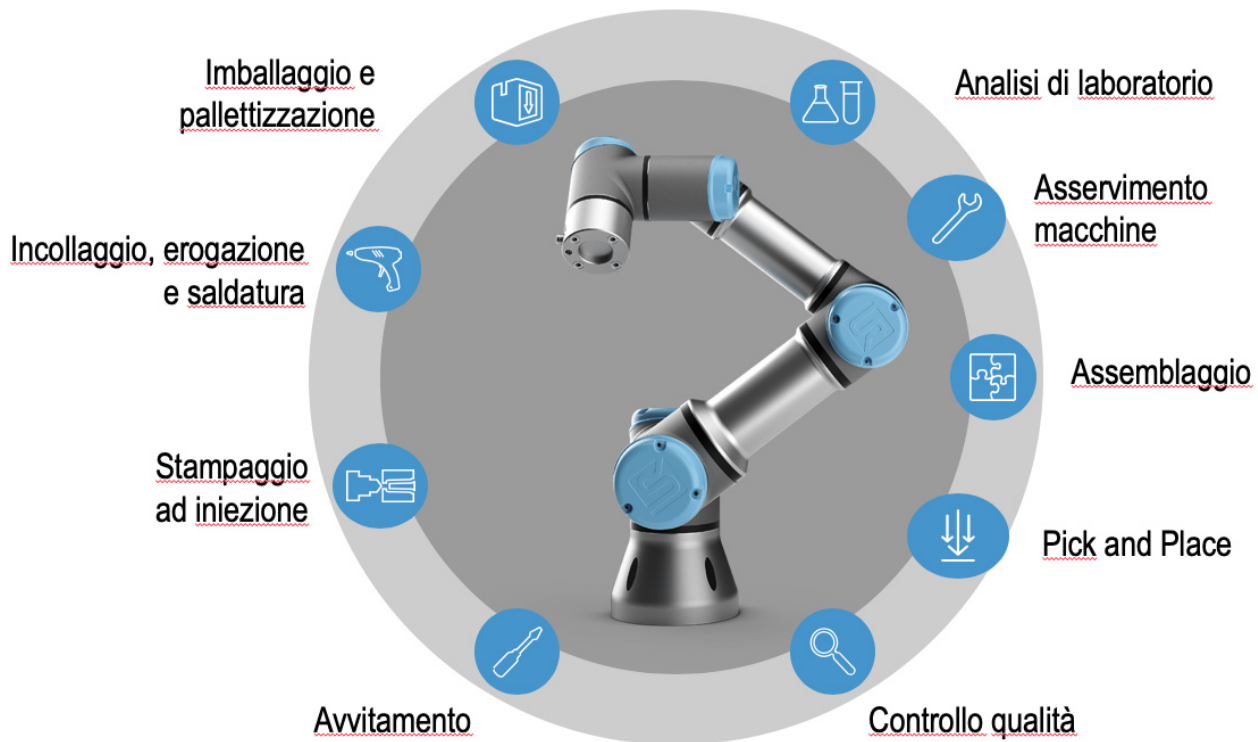 Imballaggio e
pallettizzazione
Analisi di laboratorio
Asservimento
macchine
Incollaggio, erogazione
e saldatura
Assemblaggio
Stampaggio
ad iniezione
Pick and Place
Avvitamento
Controllo qualità